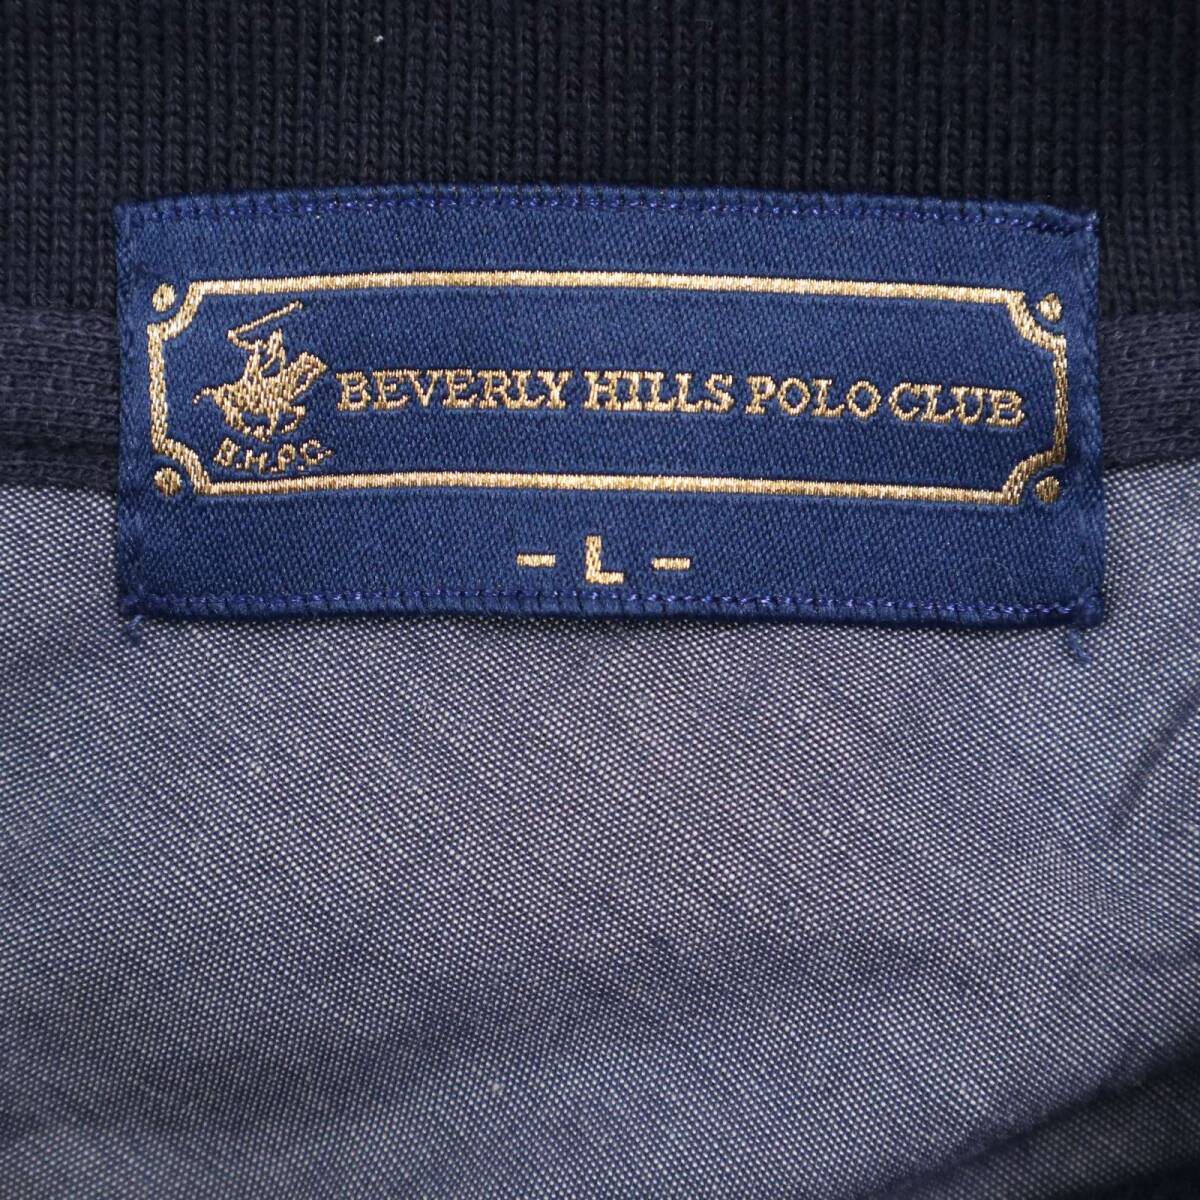 BEVERLY HILLS POLO CLUB
B.H.P.C.
- L -